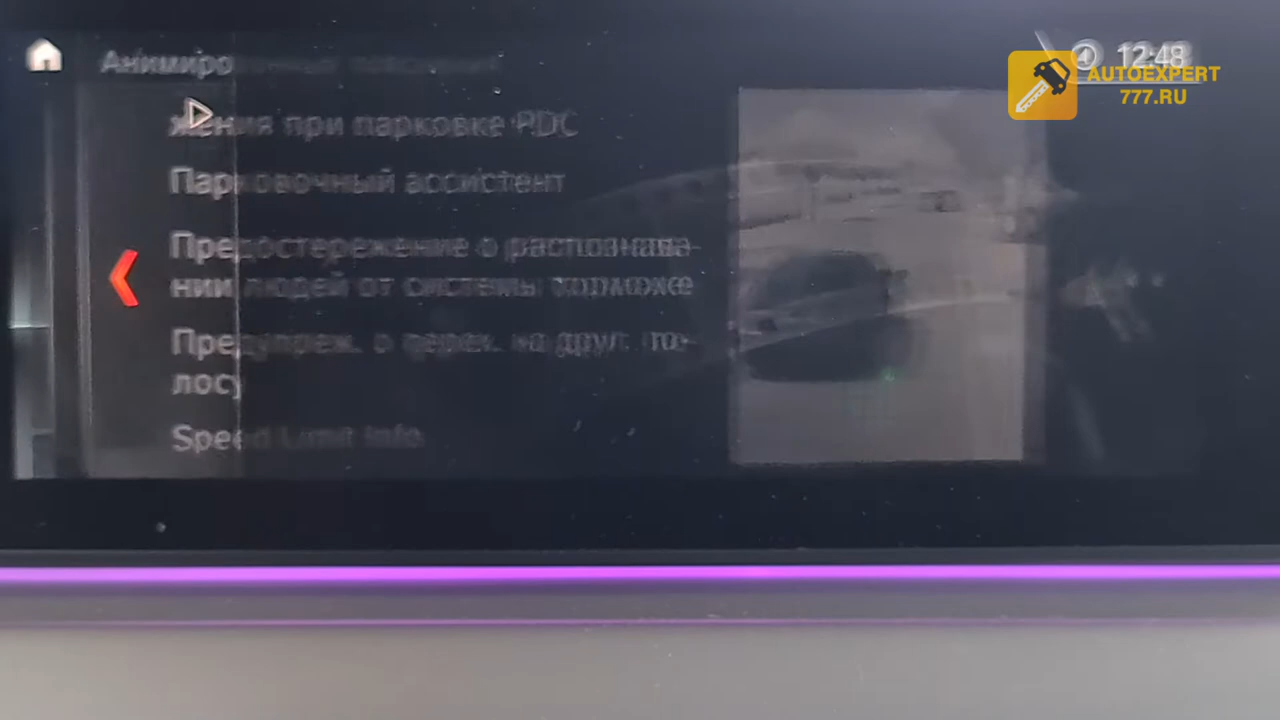 12:48
AUTOEXPERT
777.RU
жения при парковке PDC
Парковочный ассистент
Предостережение о распознава-
нии людей от системы торможе
Предупреж. о перех. на друг. по-
лосу
Speed Limit Info